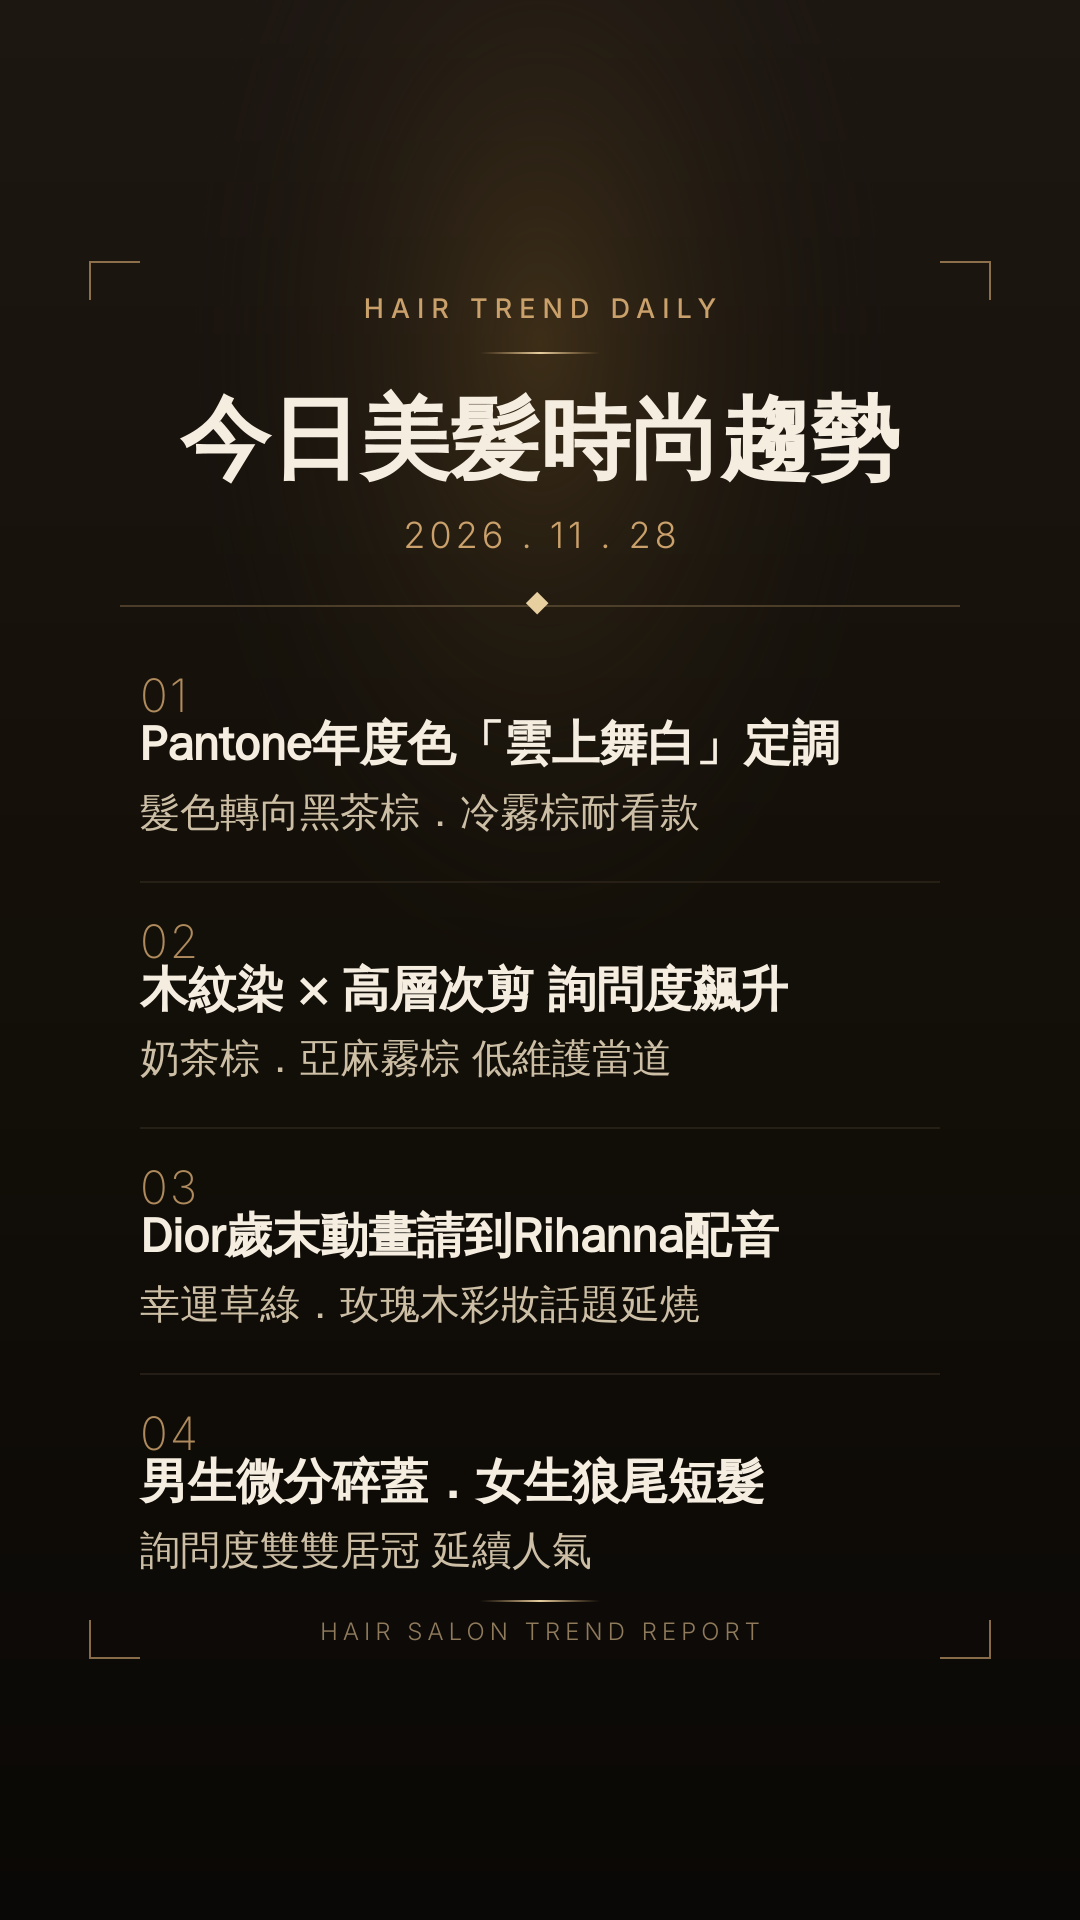 HAIR TREND DAILY
今日美髮時尚趨勢
2026 . 11 . 28
01
Pantone年度色「雲上舞白」定調
髮色轉向黑茶棕．冷霧棕耐看款
02
木紋染 × 高層次剪 詢問度飆升
奶茶棕．亞麻霧棕 低維護當道
03
Dior歲末動畫請到Rihanna配音
幸運草綠．玫瑰木彩妝話題延燒
04
男生微分碎蓋．女生狼尾短髮
詢問度雙雙居冠 延續人氣
HAIR SALON TREND REPORT